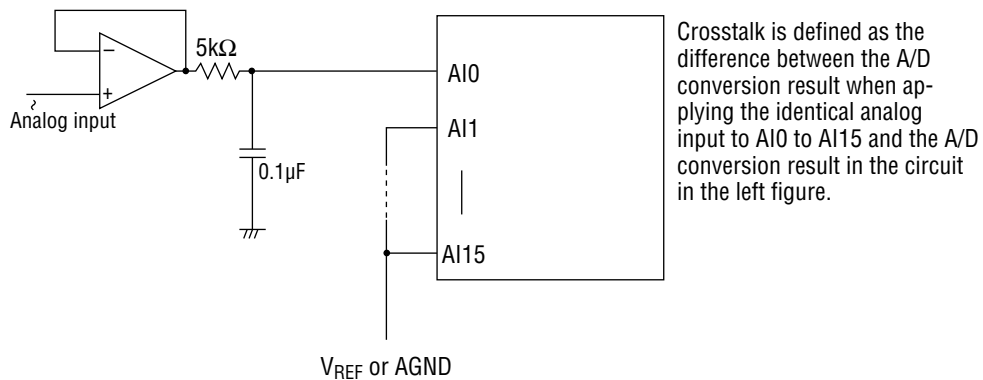 5kΩ
−
+
Analog input
0.1µF
AI0
AI1
AI15
VREF or AGND
Crosstalk is defined as the
difference between the A/D
conversion result when ap-
plying the identical analog
input to AI0 to AI15 and the A/D
conversion result in the circuit
in the left figure.